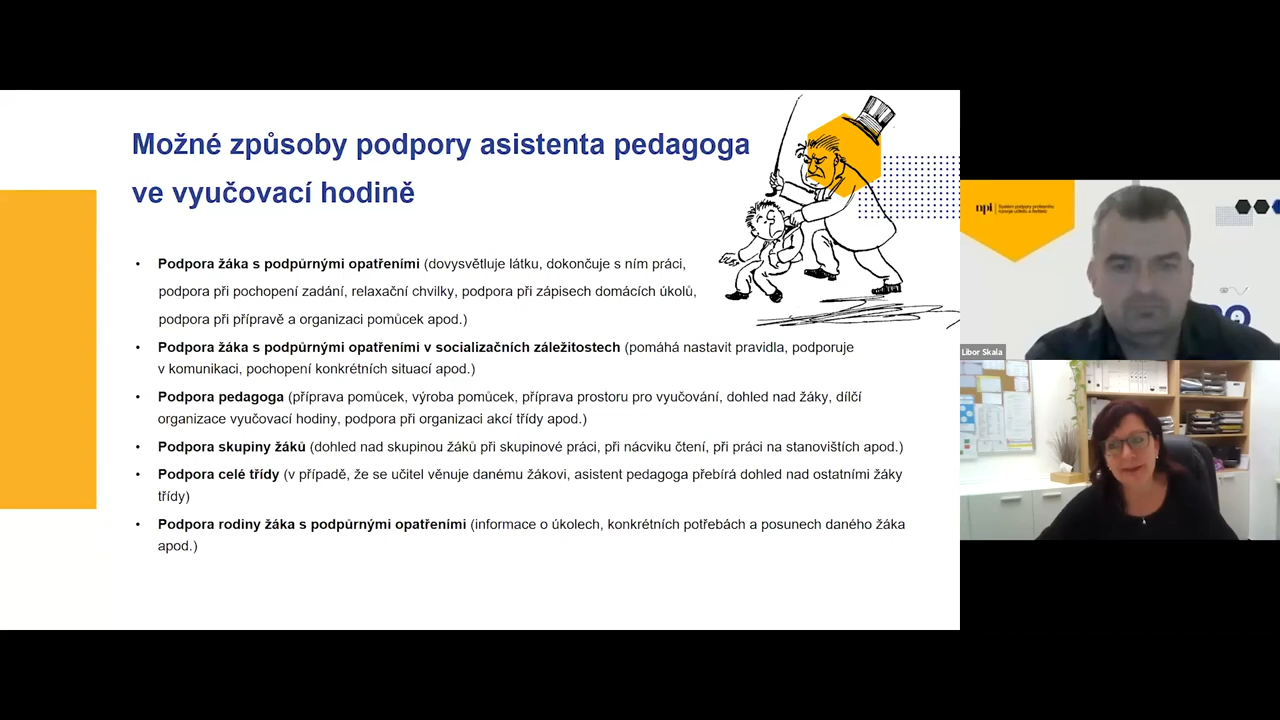 Možné způsoby podpory asistenta pedagoga
ve vyučovací hodině
• Podpora žáka s podpůrnými opatřeními (dovysvětluje látku, dokončuje s ním práci,
podpora při pochopení zadání, relaxační chvilky, podpora při zápisech domácích úkolů,
podpora při přípravě a organizaci pomůcek apod.)
• Podpora žáka s podpůrnými opatřeními v socializačních záležitostech (pomáhá nastavit pravidla, podporuje
v komunikaci, pochopení konkrétních situací apod.)
• Podpora pedagoga (příprava pomůcek, výroba pomůcek, příprava prostoru pro vyučování, dohled nad žáky, dílčí
organizace vyučovací hodiny, podpora při organizaci akcí třídy apod.)
• Podpora skupiny žáků (dohled nad skupinou žáků při skupinové práci, při nácviku čtení, při práci na stanovištích apod.)
• Podpora celé třídy (v případě, že se učitel věnuje danému žákovi, asistent pedagoga přebírá dohled nad ostatními žáky
třídy)
• Podpora rodiny žáka s podpůrnými opatřeními (informace o úkolech, konkrétních potřebách a posunech daného žáka
apod.)
npi
Systém podpory profesního
rozvoje učitelů a ředitelů
Libor Skala